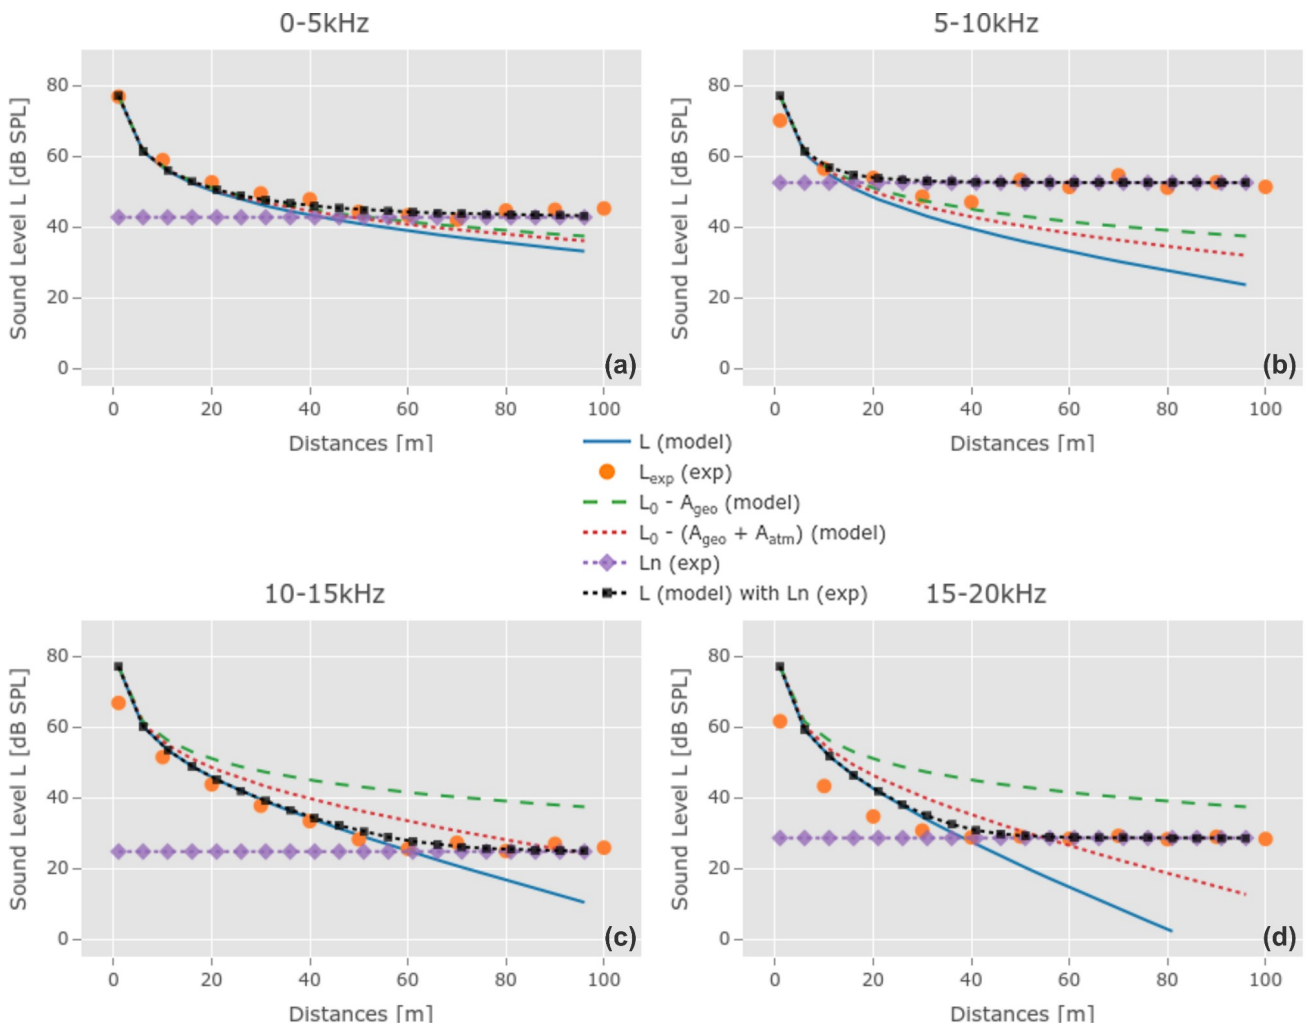 0-5kHz
5-10kHz
Sound Level L [dB SPL]
80
60
40
20
0
(a)
0 20 40 60 80 100
Distances [m]
Sound Level L [dB SPL]
80
60
40
20
0
(b)
0 20 40 60 80 100
Distances [m]
L (model)
Lexp (exp)
L0 - Ageo (model)
L0 - (Ageo + Aatm) (model)
Ln (exp)
L (model) with Ln (exp)
10-15kHz
15-20kHz
Sound Level L [dB SPL]
80
60
40
20
0
(c)
0 20 40 60 80 100
Distances [m]
Sound Level L [dB SPL]
80
60
40
20
0
(d)
0 20 40 60 80 100
Distances [m]